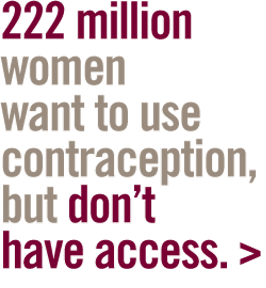 222 million
women
want to use
contraception,
but don't
have access. >